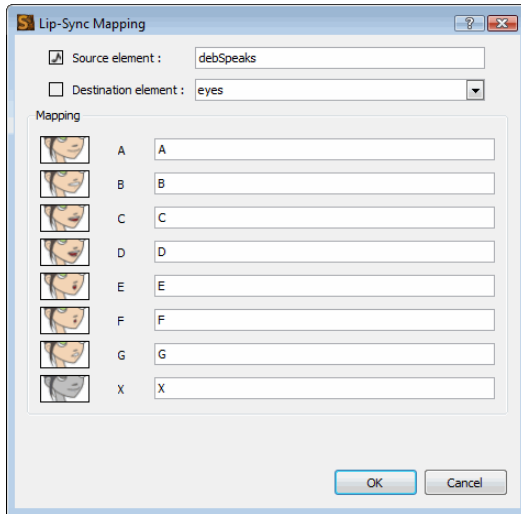 Lip-Sync Mapping
Source element : debSpeaks
Destination element : eyes
Mapping
A A
B B
C C
D D
E E
F F
G G
X X
OK Cancel